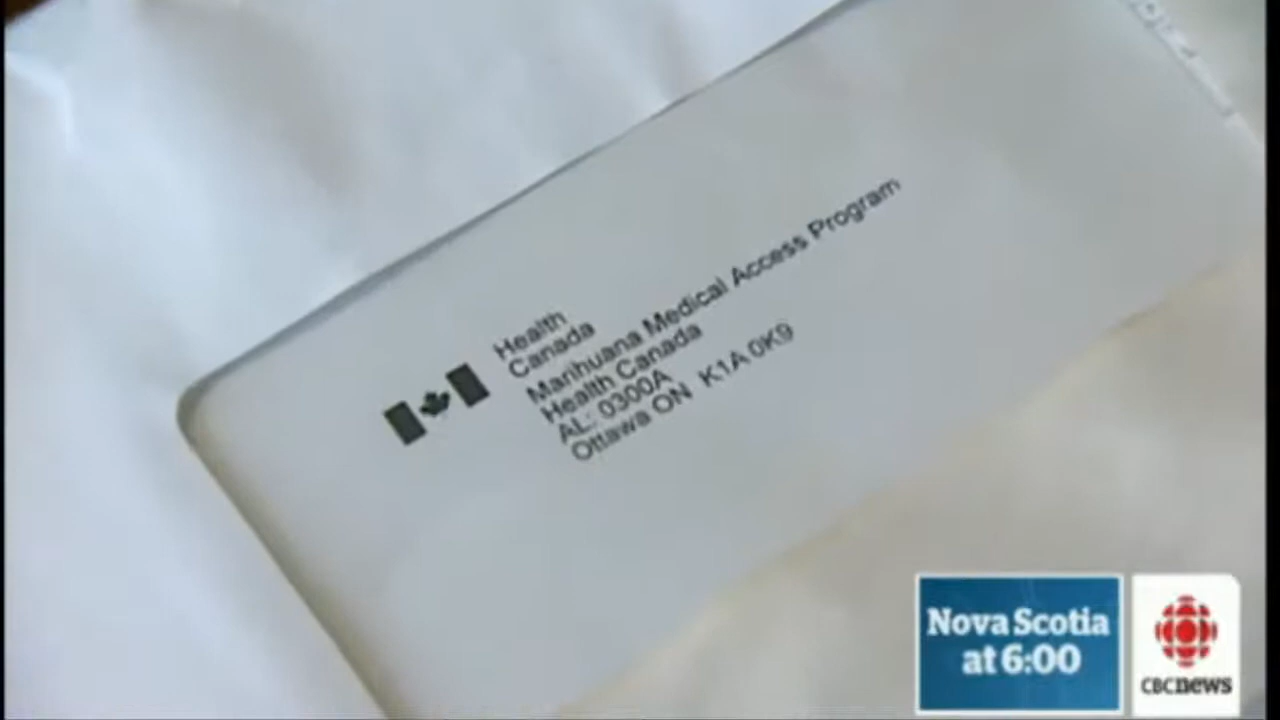 Health
Canada
Marihuana Medical Access Program
Health Canada
AL: 0300A
Ottawa ON K1A 0K9
Nova Scotia
at 6:00
CBCnews